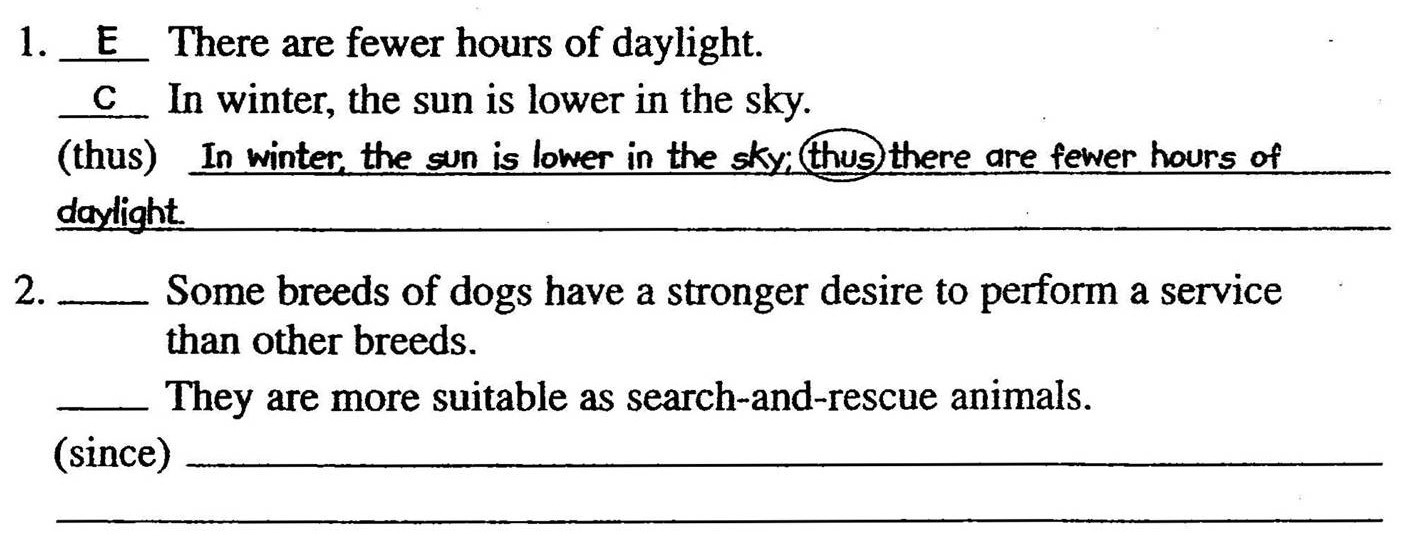 1. E There are fewer hours of daylight.
C In winter, the sun is lower in the sky.
(thus) In winter, the sun is lower in the sky; thus there are fewer hours of
daylight.
2. ____ Some breeds of dogs have a stronger desire to perform a service
than other breeds.
____ They are more suitable as search-and-rescue animals.
(since)